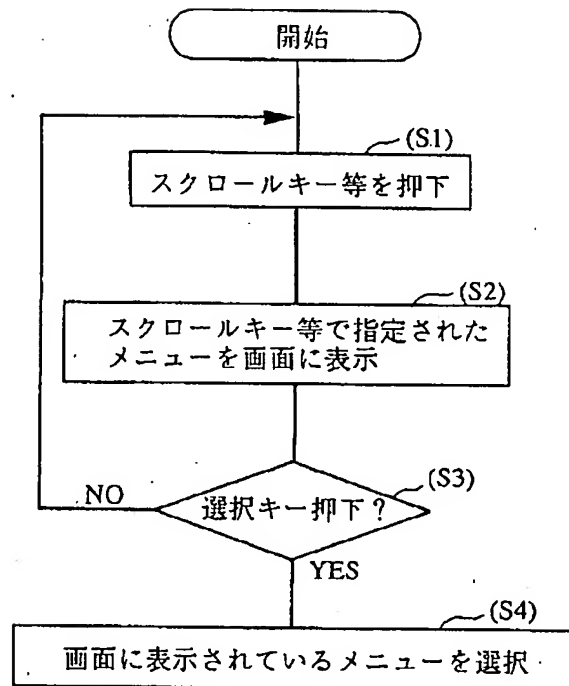 開始
(S1)
スクロールキー等を押下
(S2)
スクロールキー等で指定された
メニューを画面に表示
(S3)
選択キー押下?
NO
YES
(S4)
画面に表示されているメニューを選択